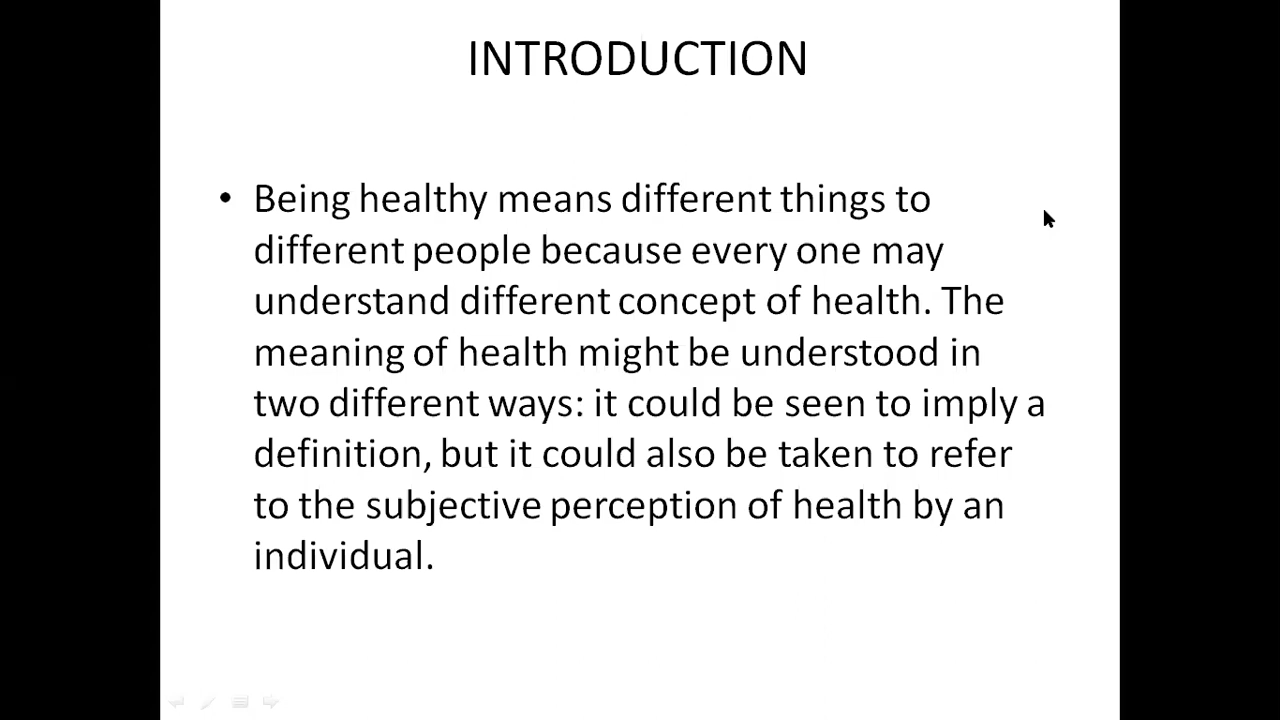 INTRODUCTION
• Being healthy means different things to
different people because every one may
understand different concept of health. The
meaning of health might be understood in
two different ways: it could be seen to imply a
definition, but it could also be taken to refer
to the subjective perception of health by an
individual.